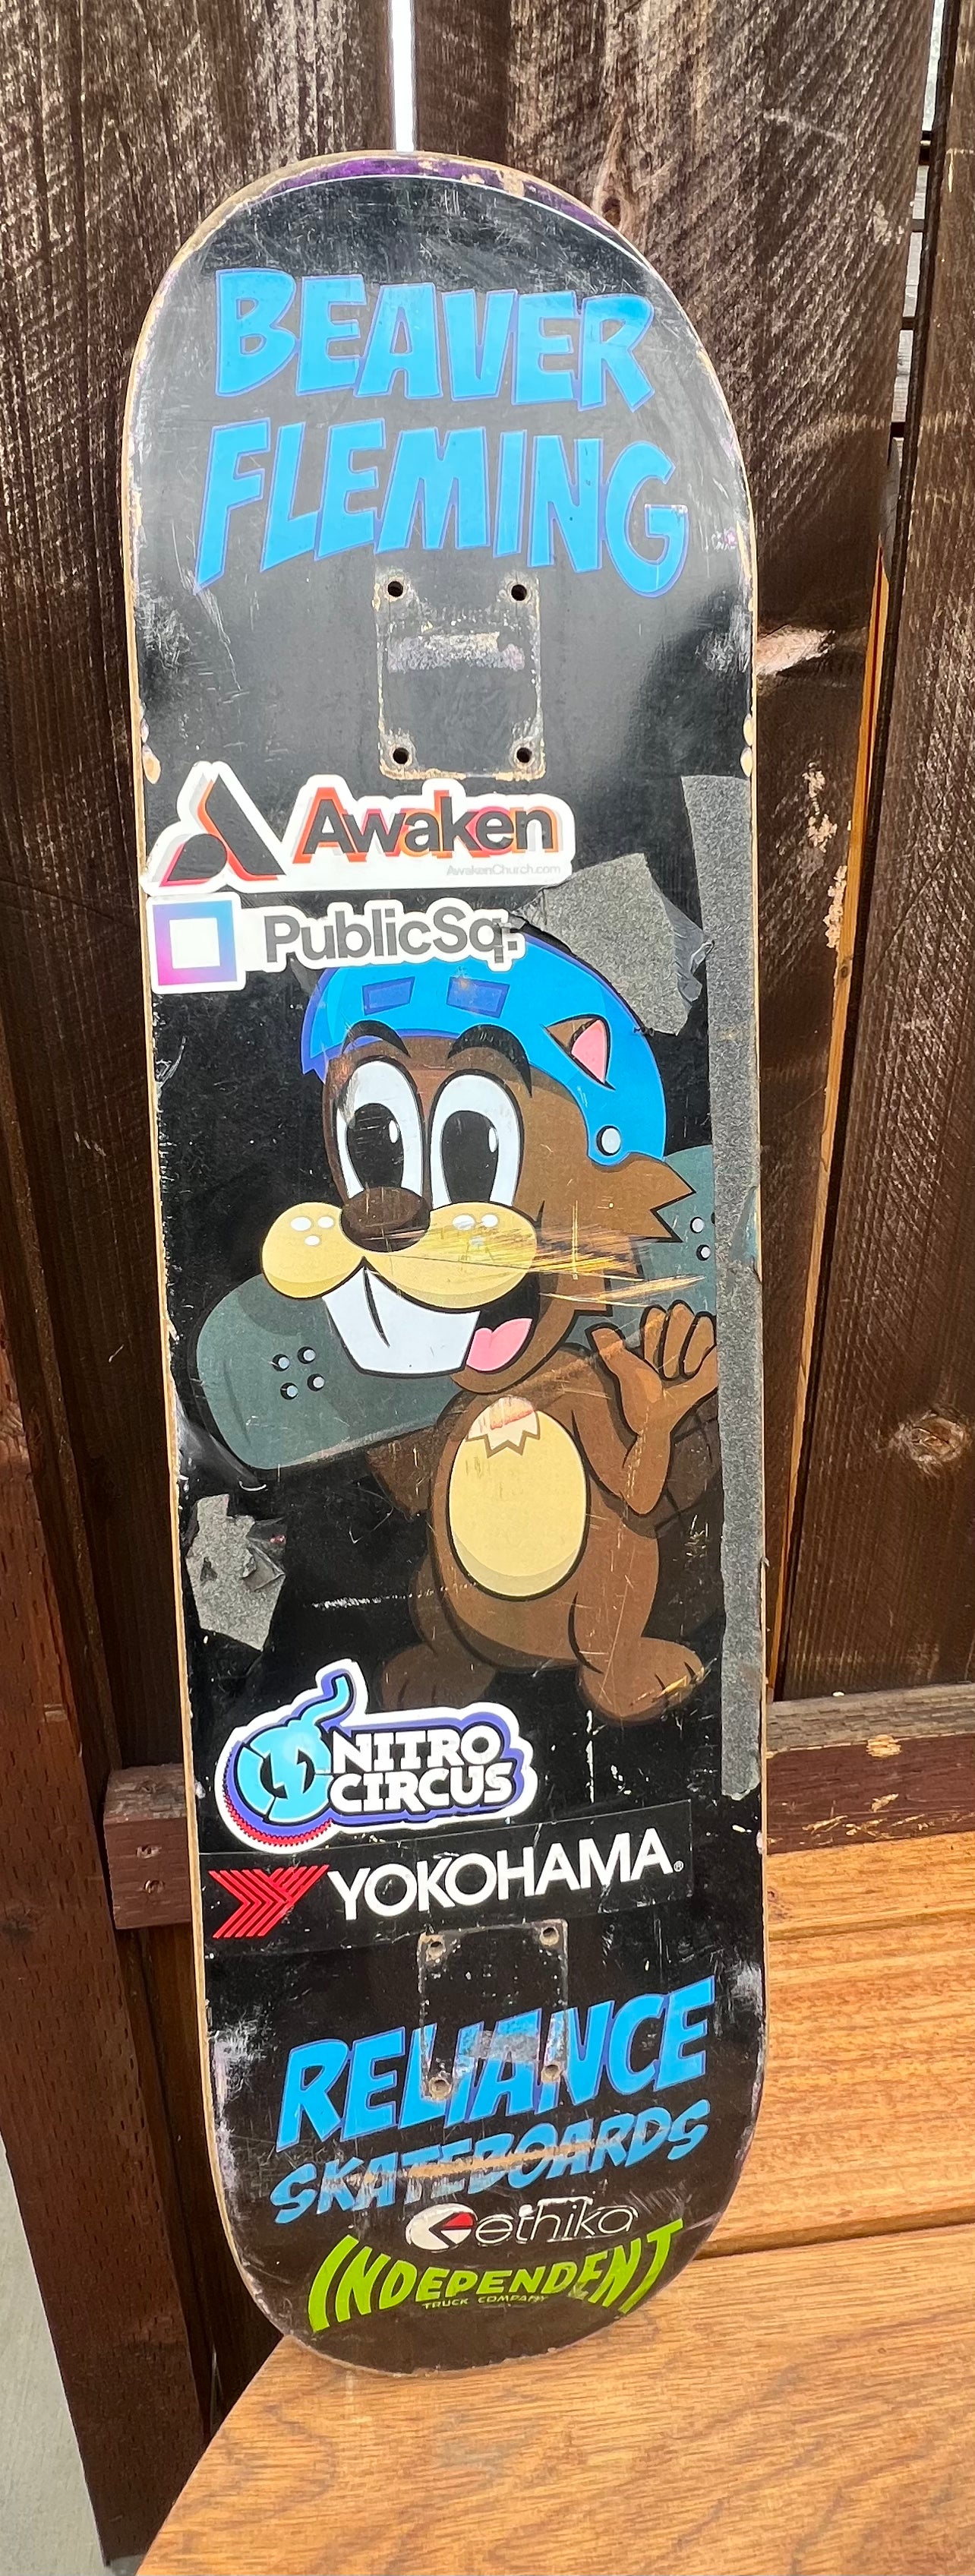 BEAVER
FLEMING
Awaken
AwakenChurch.com
PublicSq.
NITRO
CIRCUS
YOKOHAMA®
RELIANCE
SKATEBOARDS
ethika
INDEPENDENT
TRUCK COMPANY